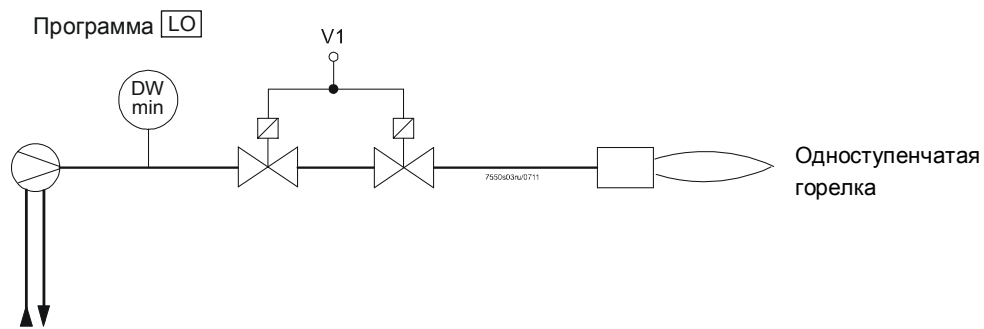 Программа LO
V1
DW
min
7550s03ru/0711
Одноступенчатая
горелка